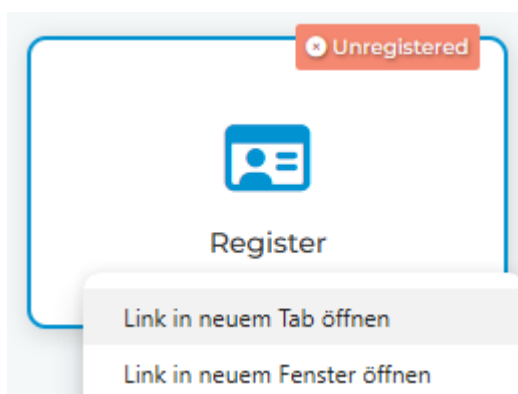 Unregistered
Register
Link in neuem Tab öffnen
Link in neuem Fenster öffnen